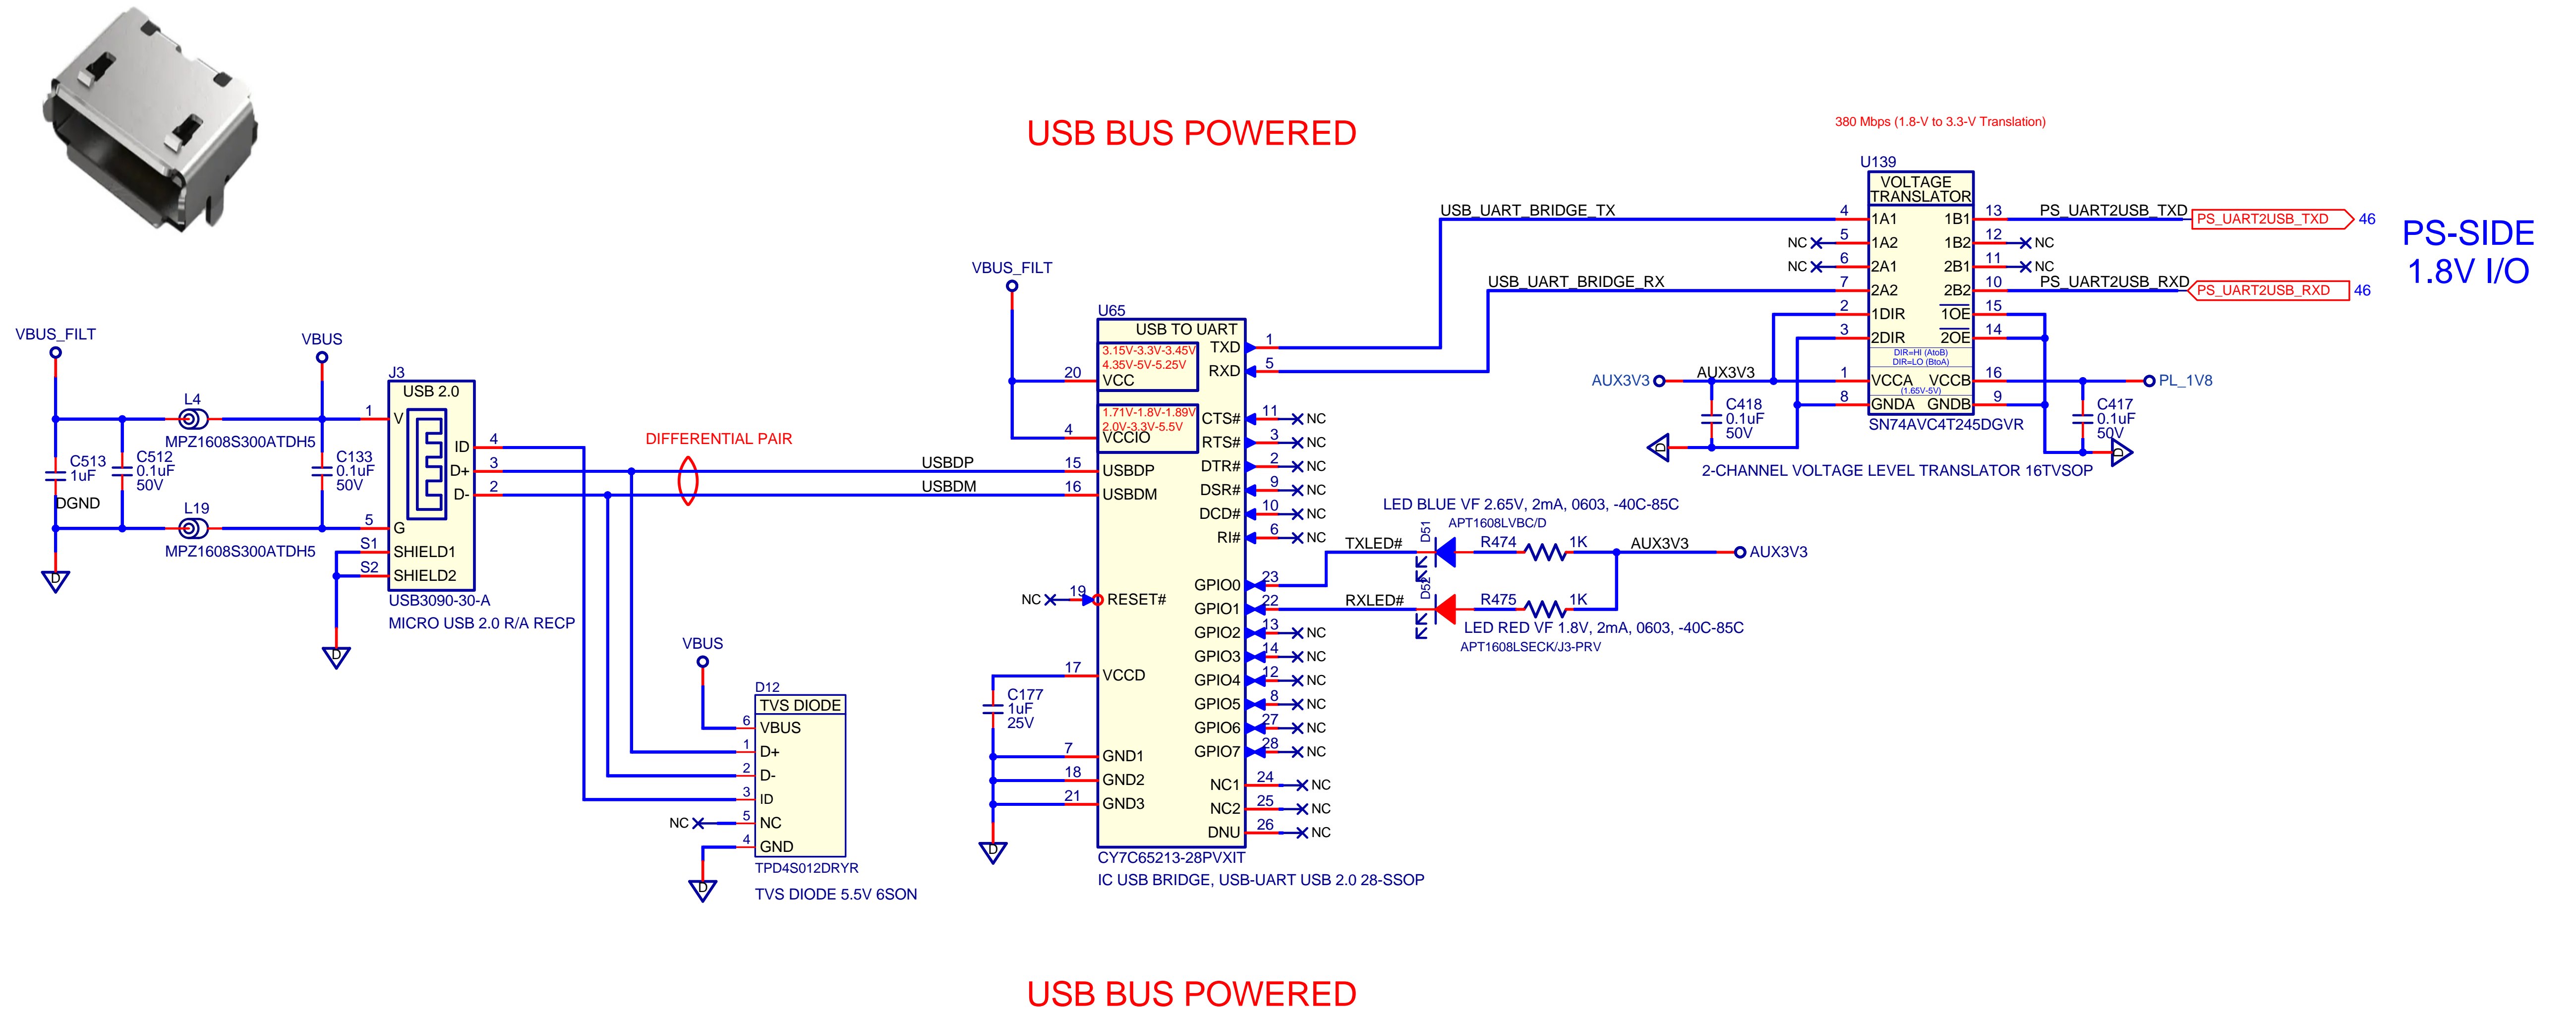 USB BUS POWERED
380 Mbps (1.8-V to 3.3-V Translation)
U139
VOLTAGE
TRANSLATOR
USB_UART_BRIDGE_TX
4
1A1
1B1
13
PS_UART2USB_TXD
PS_UART2USB_TXD
46
NC
5
1A2
1B2
12
NC
NC
6
2A1
2B1
11
NC
USB_UART_BRIDGE_RX
7
2A2
2B2
10
PS_UART2USB_RXD
PS_UART2USB_RXD
46
2
1DIR
1OE
15
3
2DIR
2OE
14
DIR=HI (AtoB)
DIR=LO (BtoA)
AUX3V3
AUX3V3
1
VCCA
VCCB
16
PL_1V8
(1.65V-5V)
8
GNDA
GNDB
9
C418
0.1uF
50V
C417
0.1uF
50V
D
D
SN74AVC4T245DGVR
2-CHANNEL VOLTAGE LEVEL TRANSLATOR 16TVSOP
PS-SIDE
1.8V I/O
VBUS_FILT
VBUS
J3
USB 2.0
L4
MPZ1608S300ATDH5
1
V
C513
1uF
C512
0.1uF
50V
C133
0.1uF
50V
DGND
L19
MPZ1608S300ATDH5
ID
4
D+
3
D-
2
5
G
S1
SHIELD1
S2
SHIELD2
D
D
USB3090-30-A
MICRO USB 2.0 R/A RECP
DIFFERENTIAL PAIR
USBDP
USBDM
VBUS
D12
TVS DIODE
6
VBUS
1
D+
2
D-
3
ID
NC
5
NC
4
GND
D
TPD4S012DRYR
TVS DIODE 5.5V 6SON
VBUS_FILT
U65
USB TO UART
3.15V-3.3V-3.45V
4.35V-5V-5.25V
20
VCC
1.71V-1.8V-1.89V
2.0V-3.3V-5.5V
4
VCCIO
15
USBDP
16
USBDM
NC
19
RESET#
17
VCCD
C177
1uF
25V
7
GND1
18
GND2
21
GND3
D
TXD
1
RXD
5
CTS#
11
NC
RTS#
3
NC
DTR#
2
NC
DSR#
9
NC
DCD#
10
NC
RI#
6
NC
GPIO0
23
GPIO1
22
GPIO2
13
NC
GPIO3
14
NC
GPIO4
12
NC
GPIO5
8
NC
GPIO6
27
NC
GPIO7
28
NC
NC1
24
NC
NC2
25
NC
DNU
26
NC
CY7C65213-28PVXIT
IC USB BRIDGE, USB-UART USB 2.0 28-SSOP
LED BLUE VF 2.65V, 2mA, 0603, -40C-85C
APT1608LVBC/D
TXLED#
D51
R474
1K
AUX3V3
AUX3V3
RXLED#
D52
R475
1K
LED RED VF 1.8V, 2mA, 0603, -40C-85C
APT1608LSECK/J3-PRV
USB BUS POWERED